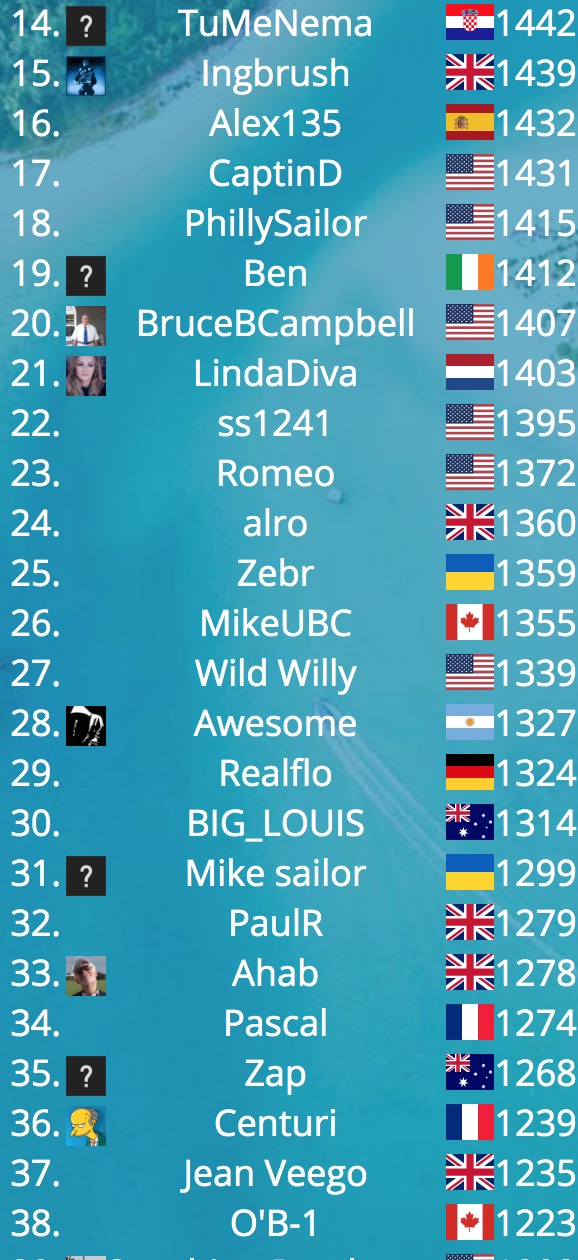 14. ? TuMeNema 1442
15. Ingbrush 1439
16. Alex135 1432
17. CaptinD 1431
18. PhillySailor 1415
19. ? Ben 1412
20. BruceBCampbell 1407
21. LindaDiva 1403
22. ss1241 1395
23. Romeo 1372
24. alro 1360
25. Zebr 1359
26. MikeUBC 1355
27. Wild Willy 1339
28. Awesome 1327
29. Realflo 1324
30. BIG_LOUIS 1314
31. ? Mike sailor 1299
32. PaulR 1279
33. Ahab 1278
34. Pascal 1274
35. ? Zap 1268
36. Centuri 1239
37. Jean Veego 1235
38. O'B-1 1223